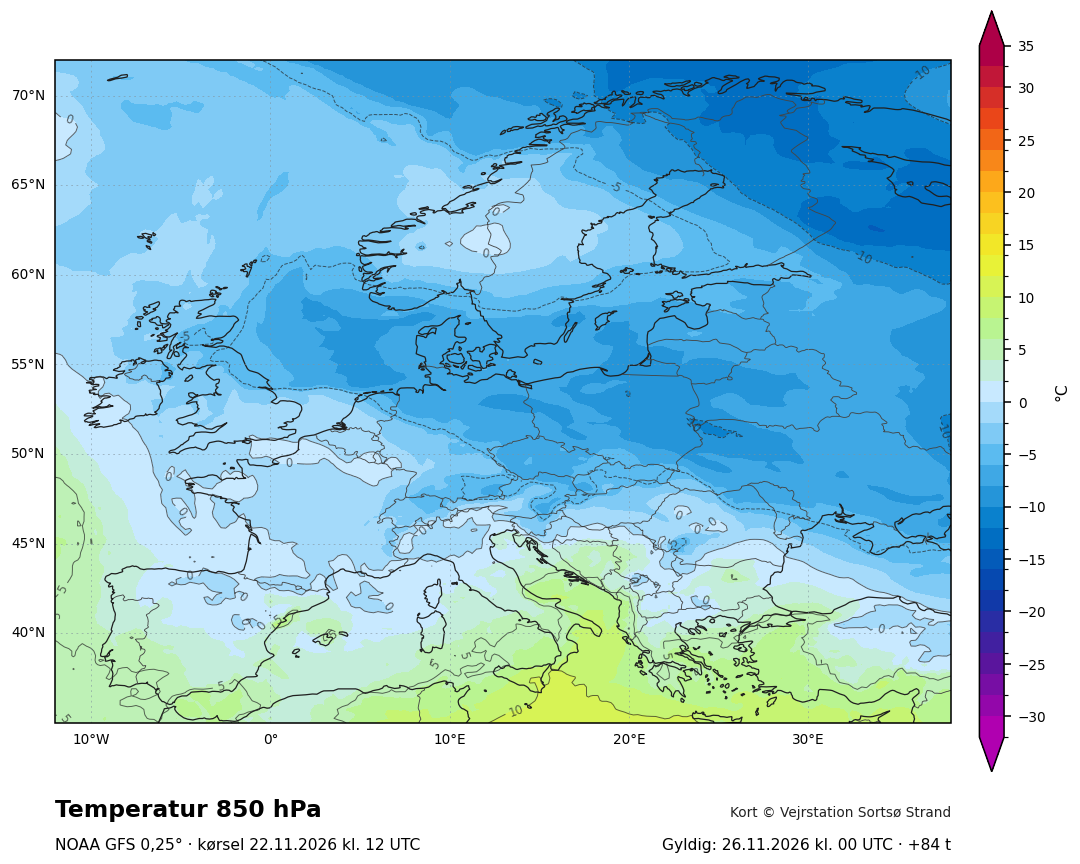 70°N
65°N
60°N
55°N
50°N
45°N
40°N
10°W 0° 10°E 20°E 30°E
35
30
25
20
15
10
5
0
−5
−10
−15
−20
−25
−30
°C
Temperatur 850 hPa
Kort © Vejrstation Sortsø Strand
NOAA GFS 0,25° · kørsel 22.11.2026 kl. 12 UTC
Gyldig: 26.11.2026 kl. 00 UTC · +84 t